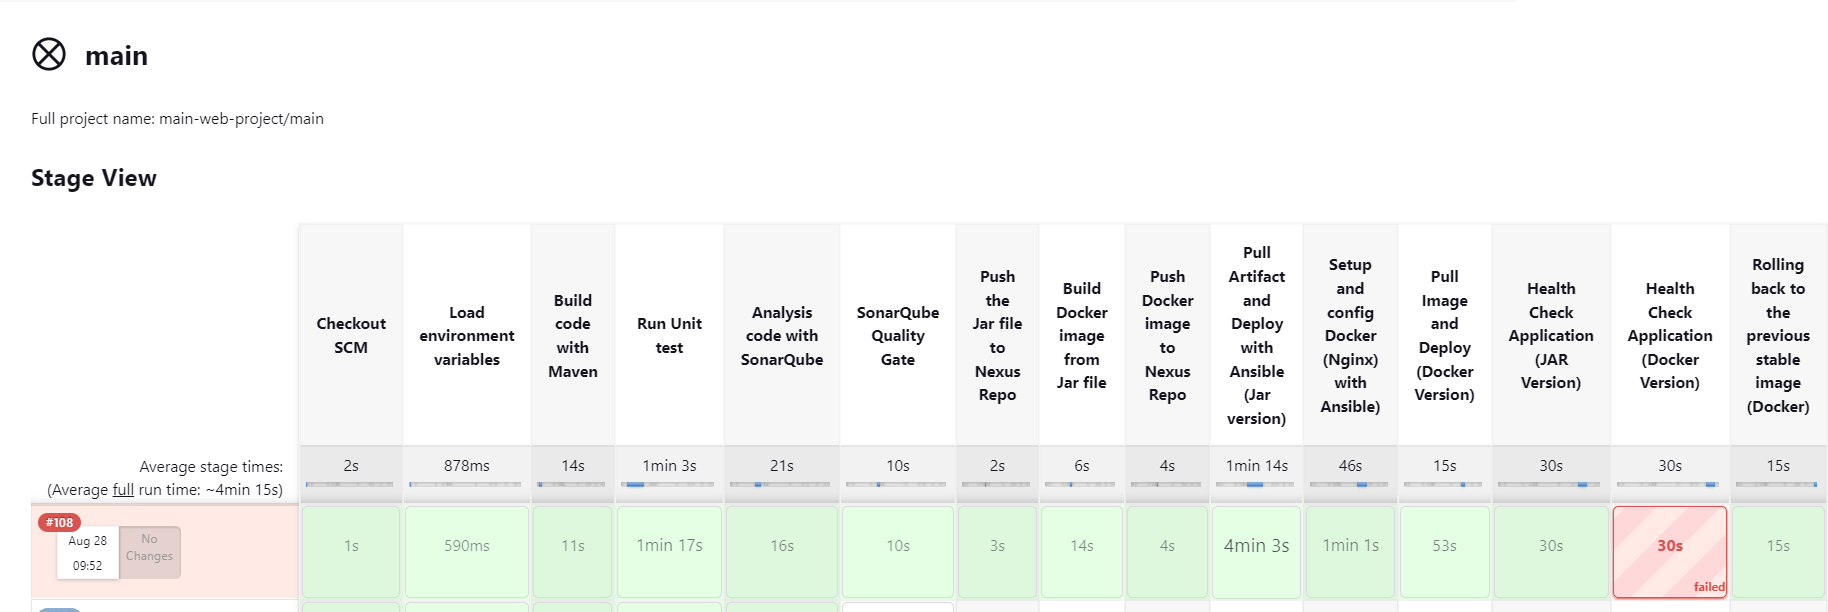 main
Full project name: main-web-project/main
Stage View
Checkout
SCM
Load
environment
variables
Build
code
with
Maven
Run Unit
test
Analysis
code with
SonarQube
SonarQube
Quality
Gate
Push
the
Jar file
to
Nexus
Repo
Build
Docker
image
from
Jar file
Push
Docker
image
to
Nexus
Repo
Pull
Artifact
and
Deploy
with
Ansible
(Jar
version)
Setup
and
config
Docker
(Nginx)
with
Ansible)
Pull
Image
and
Deploy
(Docker
Version)
Health
Check
Application
(JAR
Version)
Health
Check
Application
(Docker
Version)
Rolling
back to
the
previous
stable
image
(Docker)
Average stage times:
(Average full run time: ~4min 15s)
2s
878ms
14s
1min 3s
21s
10s
2s
6s
4s
1min 14s
46s
15s
30s
30s
15s
#108
Aug 28
09:52
No
Changes
1s
590ms
11s
1min 17s
16s
10s
3s
14s
4s
4min 3s
1min 1s
53s
30s
30s
failed
15s